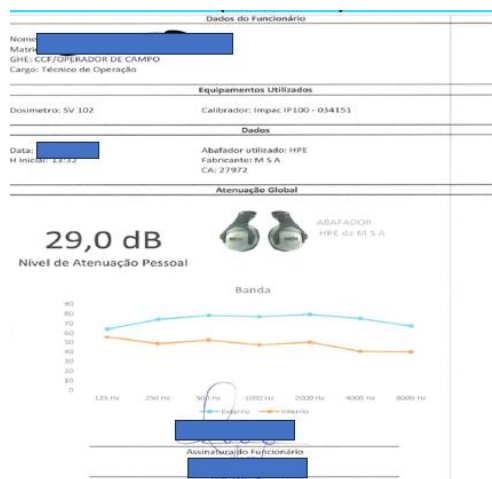 Dados do Funcionário
Nome
GHE: CCF/OPERADOR DE CAMPO
Cargo: Técnico de Operação
Equipamentos Utilizados
Dosimetro: SV 102 Calibrador: Impac IP100 - 034151
Dados
Data: Abafador utilizado: HPE
H Inicial: 13:32 Fabricante: M S A
CA: 27972
Atenuação Global
29,0 dB
Nível de Atenuação Pessoal
ABAFADOR
HPE da M S A
Banda
90
80
70
60
50
40
30
20
10
0
125 Hz 250 Hz 500 Hz 1000 Hz 2000 Hz 4000 Hz 8000 Hz
Externo Interno
Assinatura do Funcionário